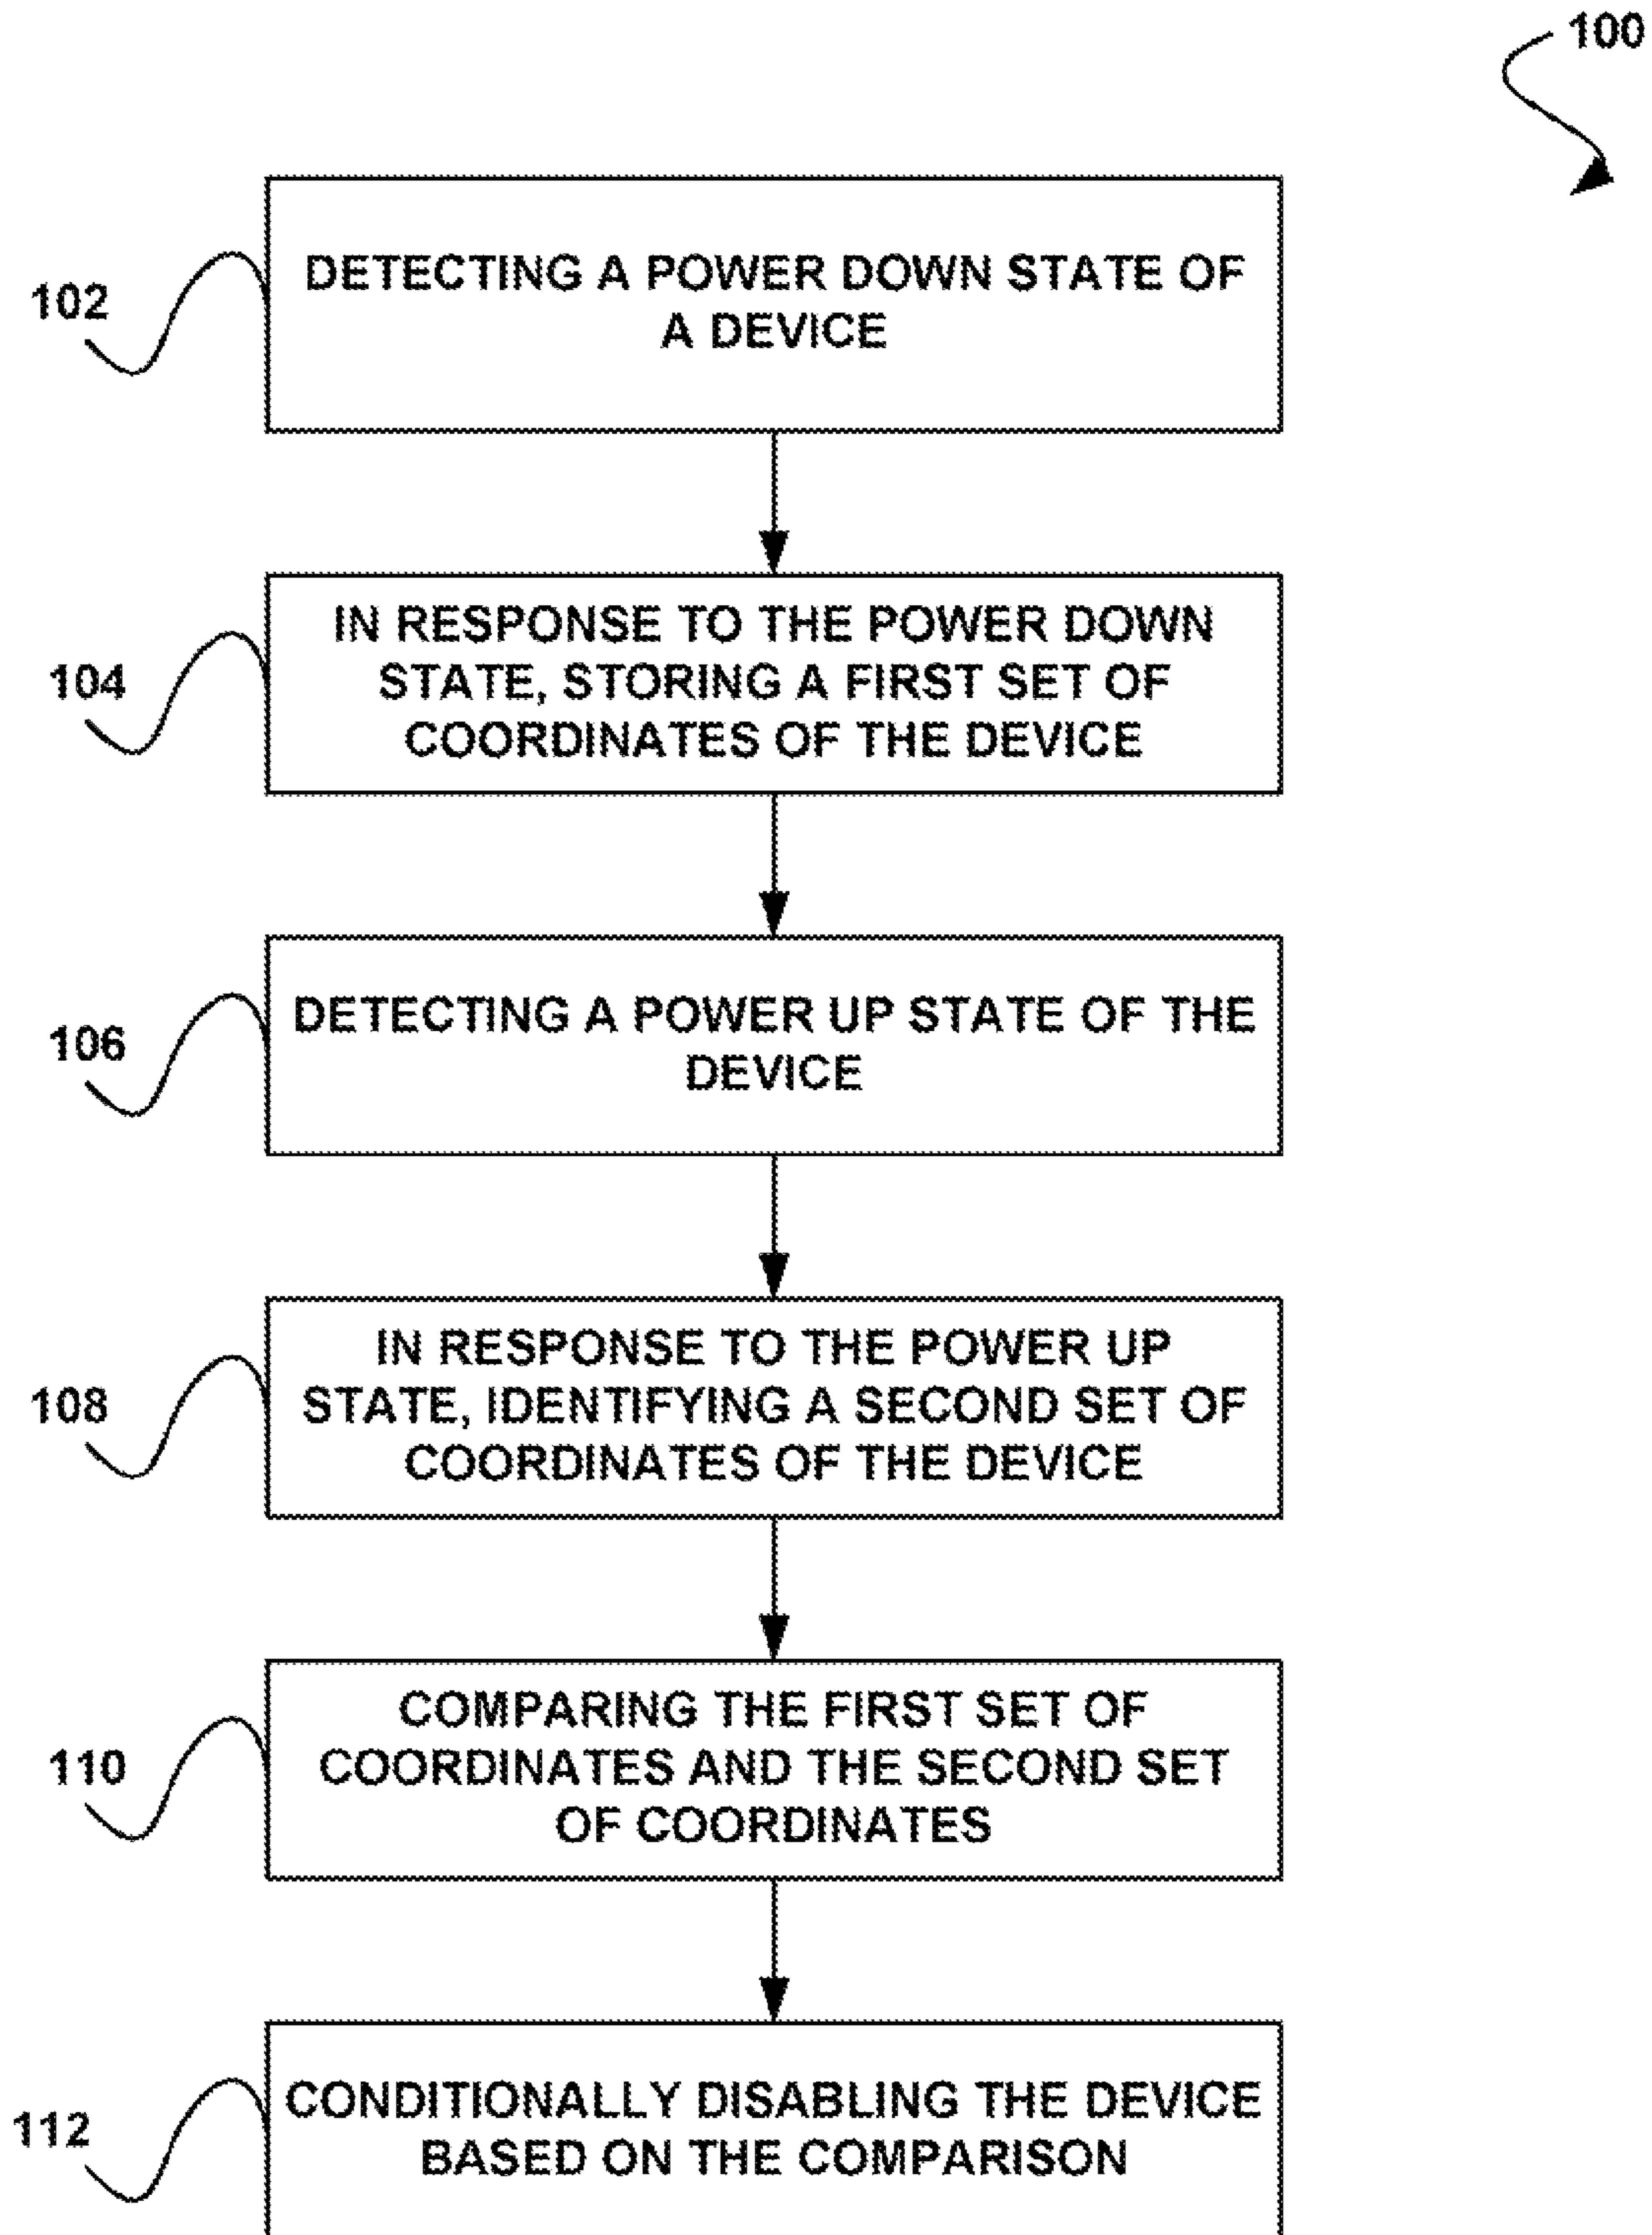 100
102
DETECTING A POWER DOWN STATE OF
A DEVICE
104
IN RESPONSE TO THE POWER DOWN
STATE, STORING A FIRST SET OF
COORDINATES OF THE DEVICE
106
DETECTING A POWER UP STATE OF THE
DEVICE
108
IN RESPONSE TO THE POWER UP
STATE, IDENTIFYING A SECOND SET OF
COORDINATES OF THE DEVICE
110
COMPARING THE FIRST SET OF
COORDINATES AND THE SECOND SET
OF COORDINATES
112
CONDITIONALLY DISABLING THE DEVICE
BASED ON THE COMPARISON